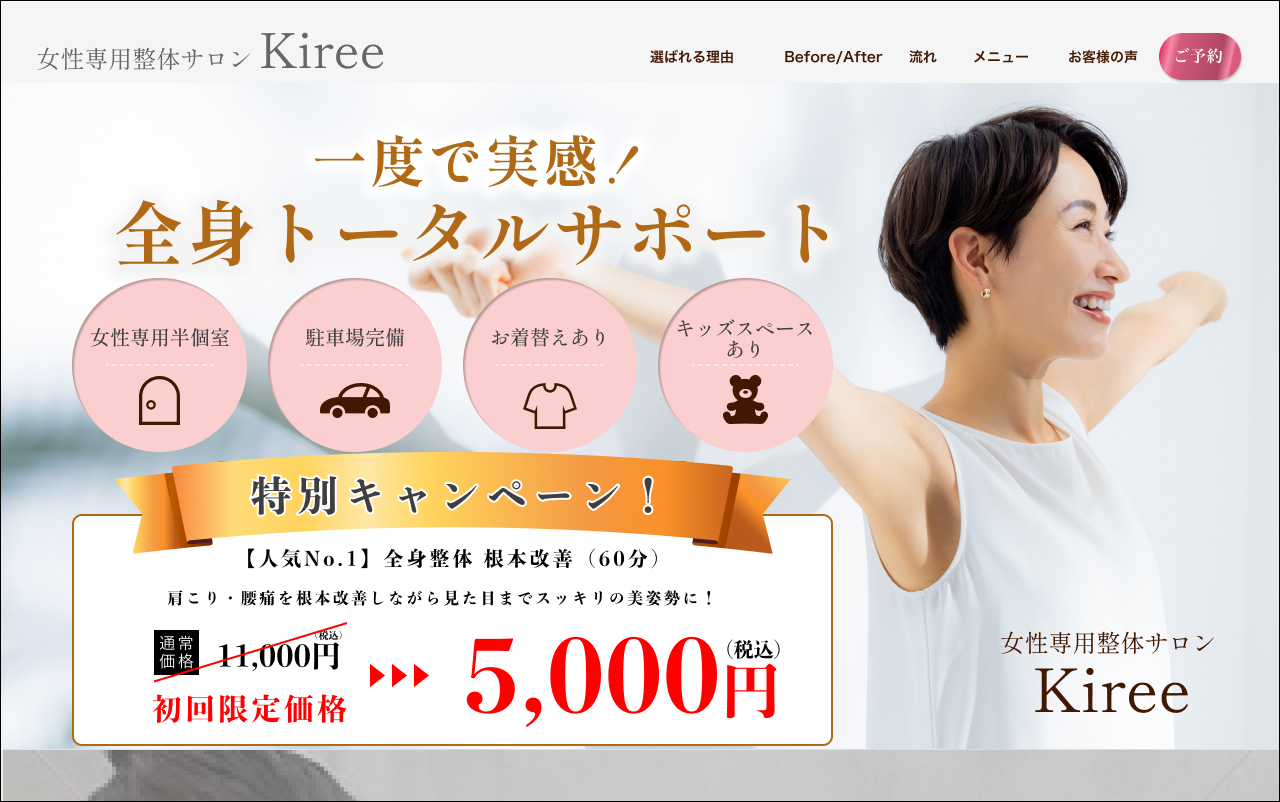 女性専用整体サロン Kiree
選ばれる理由 Before/After 流れ メニュー お客様の声 ご予約
一度で実感！
全身トータルサポート
女性専用半個室
駐車場完備
お着替えあり
キッズスペース
あり
特別キャンペーン！
【人気No.1】全身整体 根本改善（60分）
肩こり・腰痛を根本改善しながら見た目までスッキリの美姿勢に！
通常
価格
11,000円
（税込）
初回限定価格
5,000円
（税込）
女性専用整体サロン
Kiree